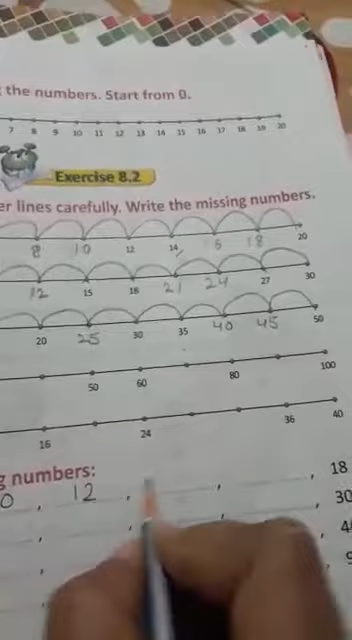 the numbers. Start from 0.
7 8 9 10 11 12 13 14 15 16 17 18 19 20
Exercise 8.2
er lines carefully. Write the missing numbers.
8 10 12 14 16 18 20
12 15 18 21 24 27 30
20 25 30 35 40 45 50
50 60 80 100
16 24 36 40
g numbers:
0, 12, , , 18
, , , 30
, , 4
, 9